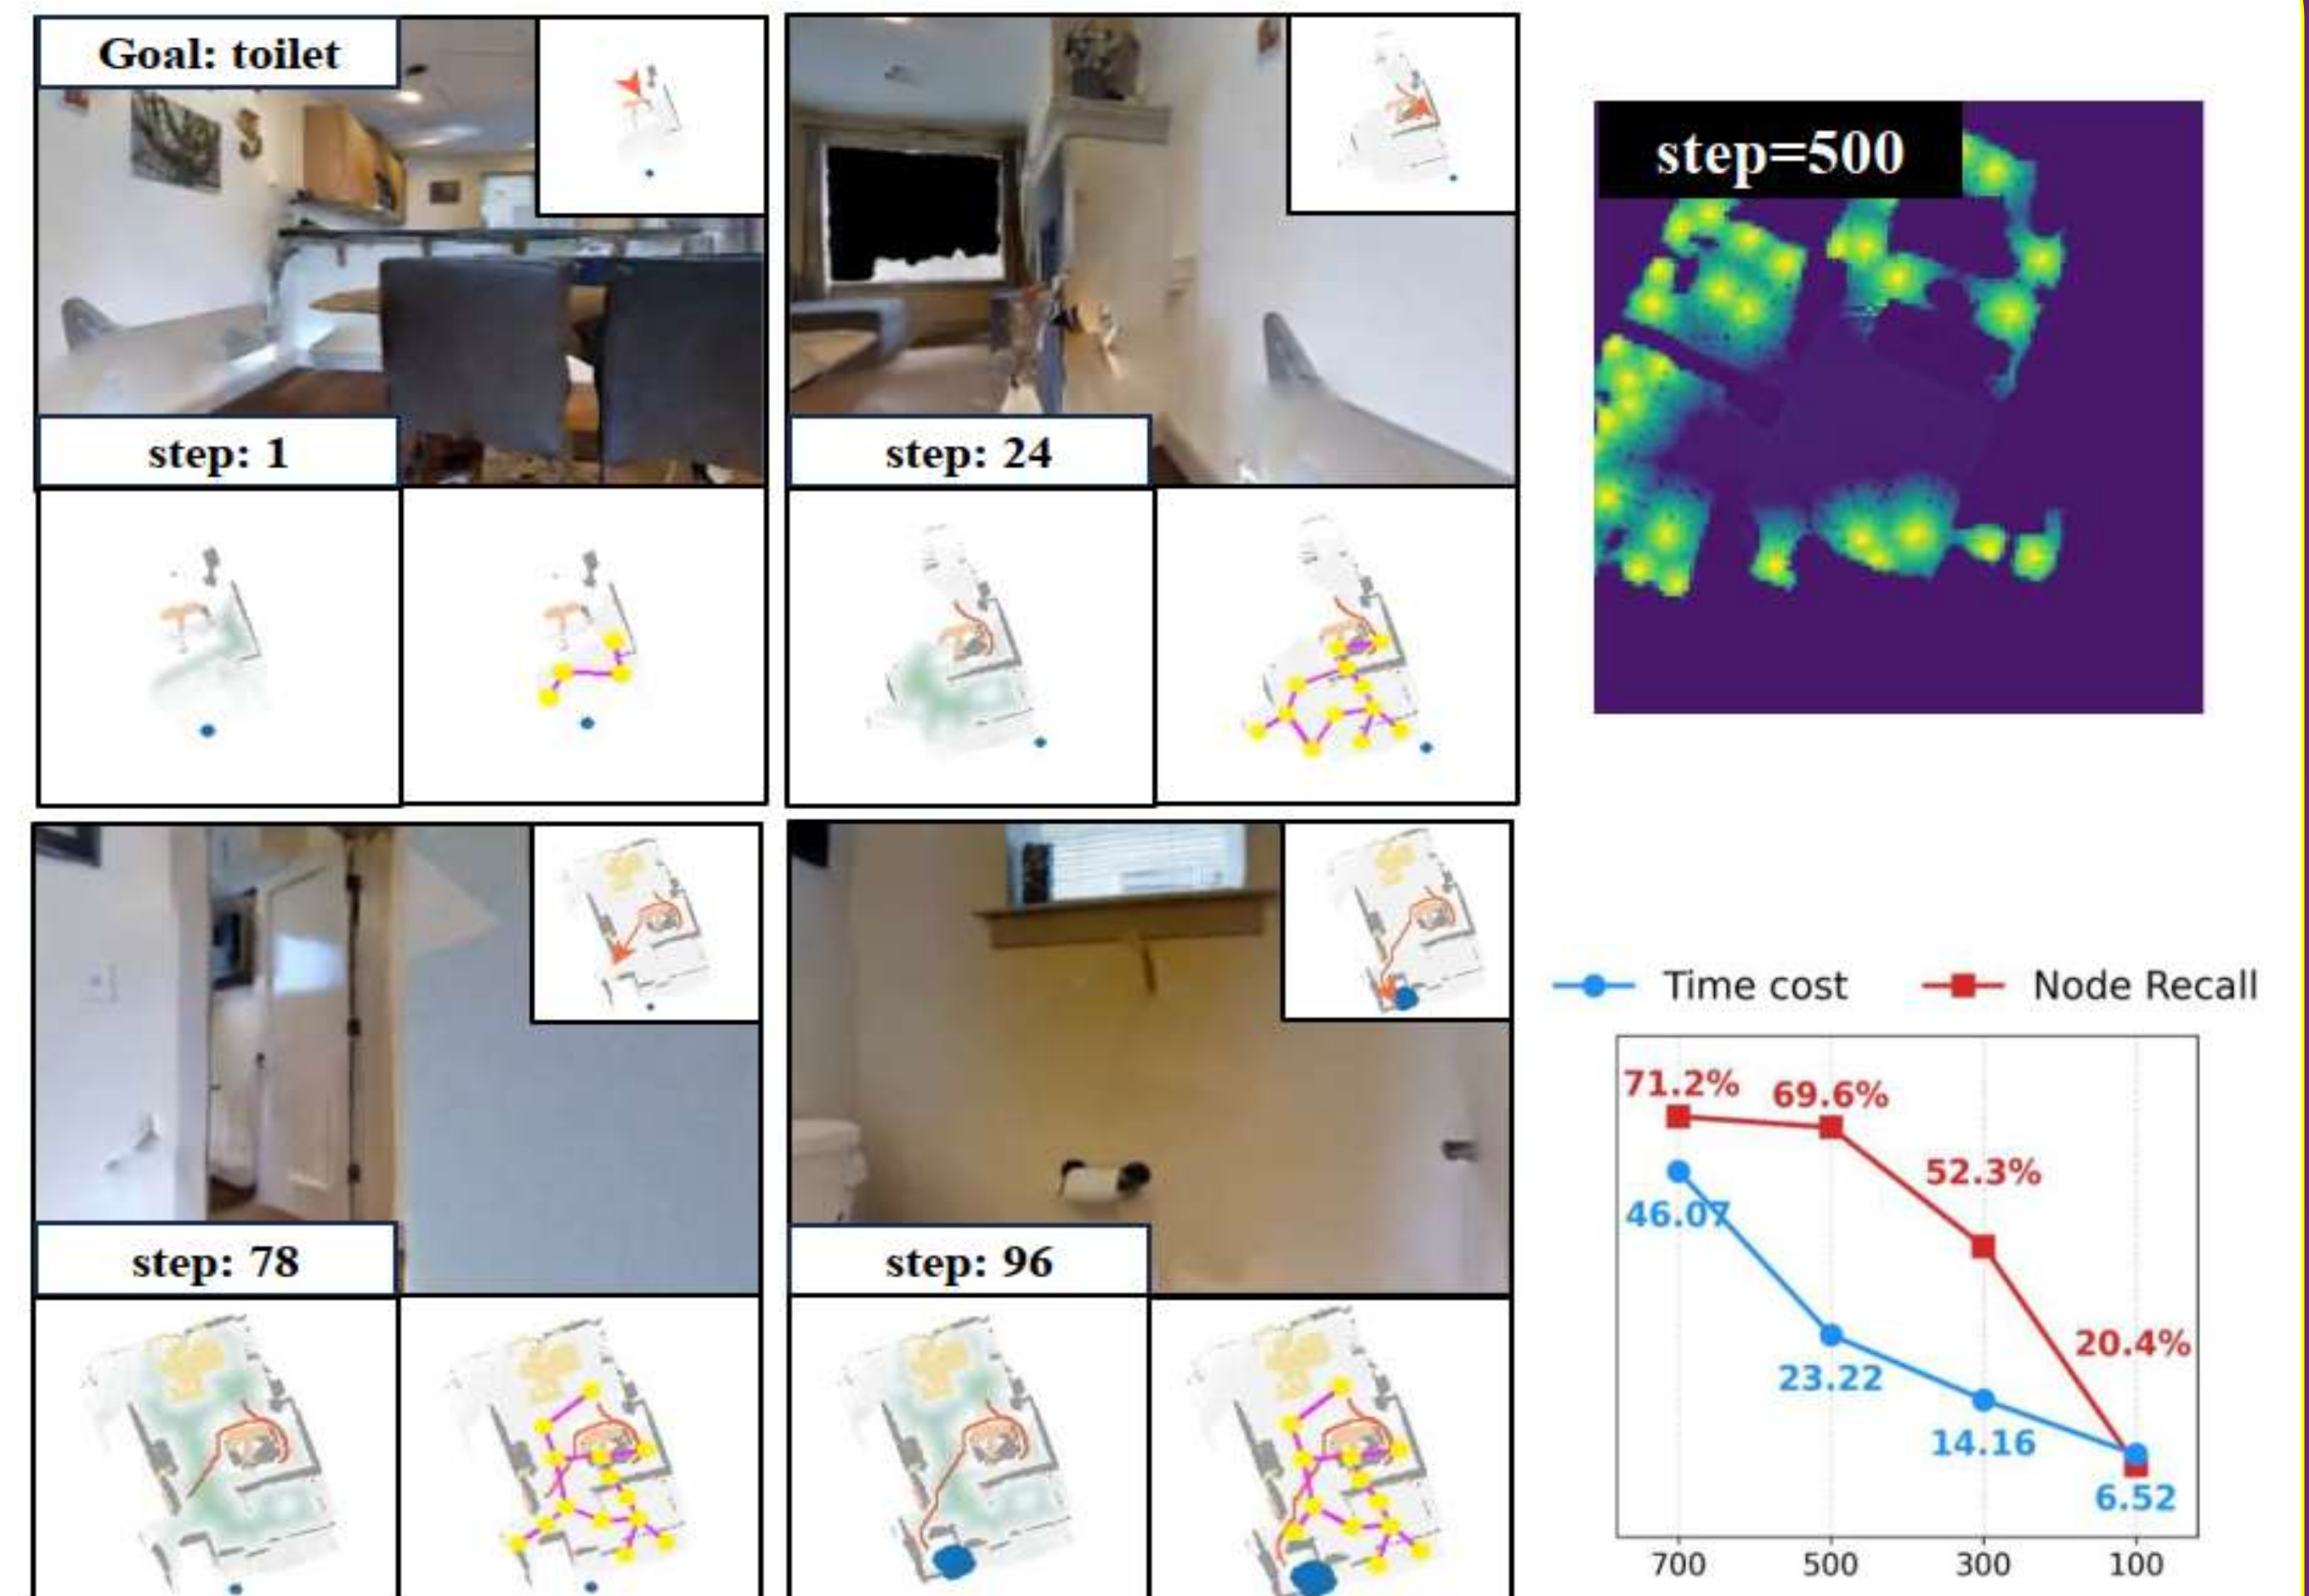 Goal: toilet
step: 1
step: 24
step=500
step: 78
step: 96
Time cost
Node Recall
71.2%
69.6%
52.3%
20.4%
46.07
23.22
14.16
6.52
700
500
300
100